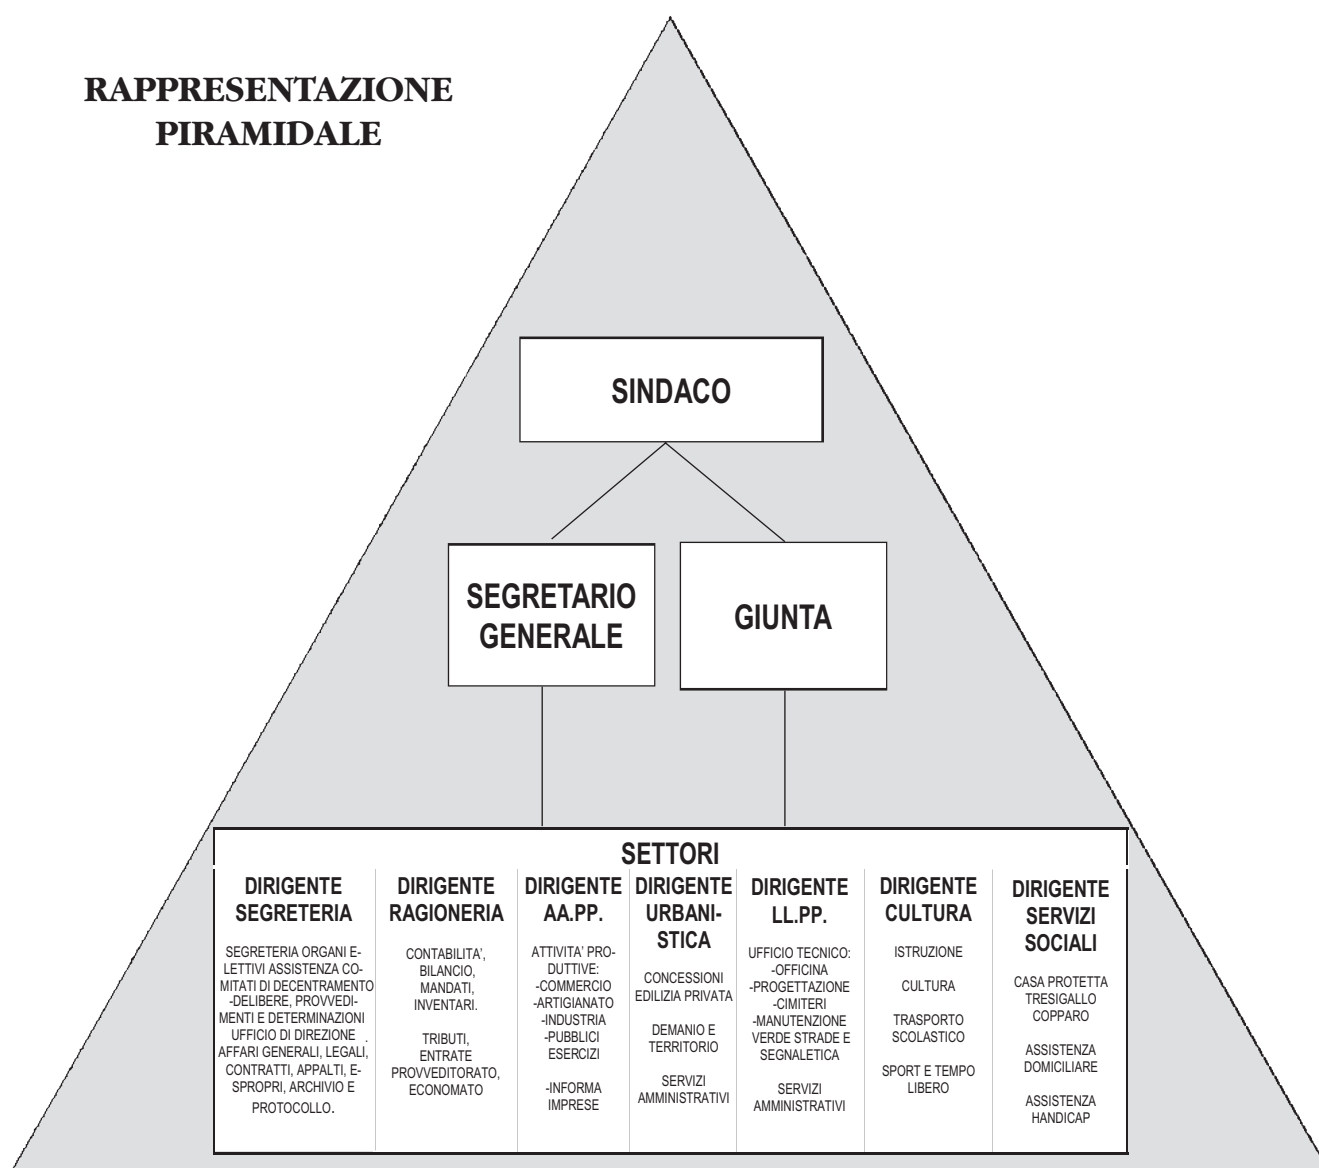 RAPPRESENTAZIONE
PIRAMIDALE
SINDACO
SEGRETARIO
GENERALE
GIUNTA
SETTORI
DIRIGENTE
SEGRETERIA
SEGRETERIA ORGANI E-
LETTIVI ASSISTENZA CO-
MITATI DI DECENTRAMENTO
-DELIBERE, PROVVEDI-
MENTI E DETERMINAZIONI
UFFICIO DI DIREZIONE .
AFFARI GENERALI, LEGALI,
CONTRATTI, APPALTI, E-
SPROPRI, ARCHIVIO E
PROTOCOLLO.
DIRIGENTE
RAGIONERIA
CONTABILITA',
BILANCIO,
MANDATI,
INVENTARI.
TRIBUTI,
ENTRATE
PROVVEDITORATO,
ECONOMATO
DIRIGENTE
AA.PP.
ATTIVITA' PRO-
DUTTIVE:
-COMMERCIO
-ARTIGIANATO
-INDUSTRIA
-PUBBLICI
ESERCIZI
-INFORMA
IMPRESE
DIRIGENTE
URBANI-
STICA
CONCESSIONI
EDILIZIA PRIVATA
DEMANIO E
TERRITORIO
SERVIZI
AMMINISTRATIVI
DIRIGENTE
LL.PP.
UFFICIO TECNICO:
-OFFICINA
-PROGETTAZIONE
-CIMITERI
-MANUTENZIONE
VERDE STRADE E
SEGNALETICA
SERVIZI
AMMINISTRATIVI
DIRIGENTE
CULTURA
ISTRUZIONE
CULTURA
TRASPORTO
SCOLASTICO
SPORT E TEMPO
LIBERO
DIRIGENTE
SERVIZI
SOCIALI
CASA PROTETTA
TRESIGALLO
COPPARO
ASSISTENZA
DOMICILIARE
ASSISTENZA
HANDICAP